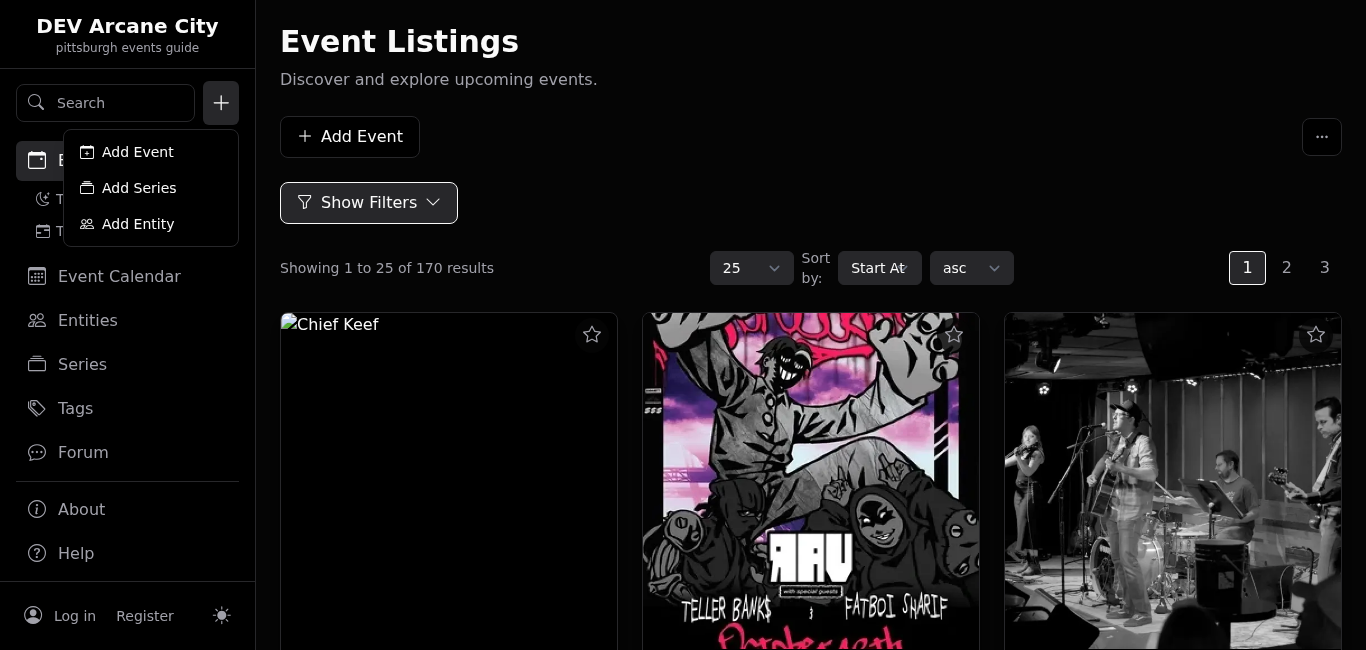 DEV Arcane City
pittsburgh events guide
Search
Add Event
Add Series
Add Entity
E
T
T
Event Calendar
Entities
Series
Tags
Forum
About
Help
Log in Register
Event Listings
Discover and explore upcoming events.
Add Event
...
Show Filters
Showing 1 to 25 of 170 results
25
Sort by:
Start At
asc
1 2 3
Chief Keef
RAV
with special guests
TELLER BANK$ & FATBOI SHARIF